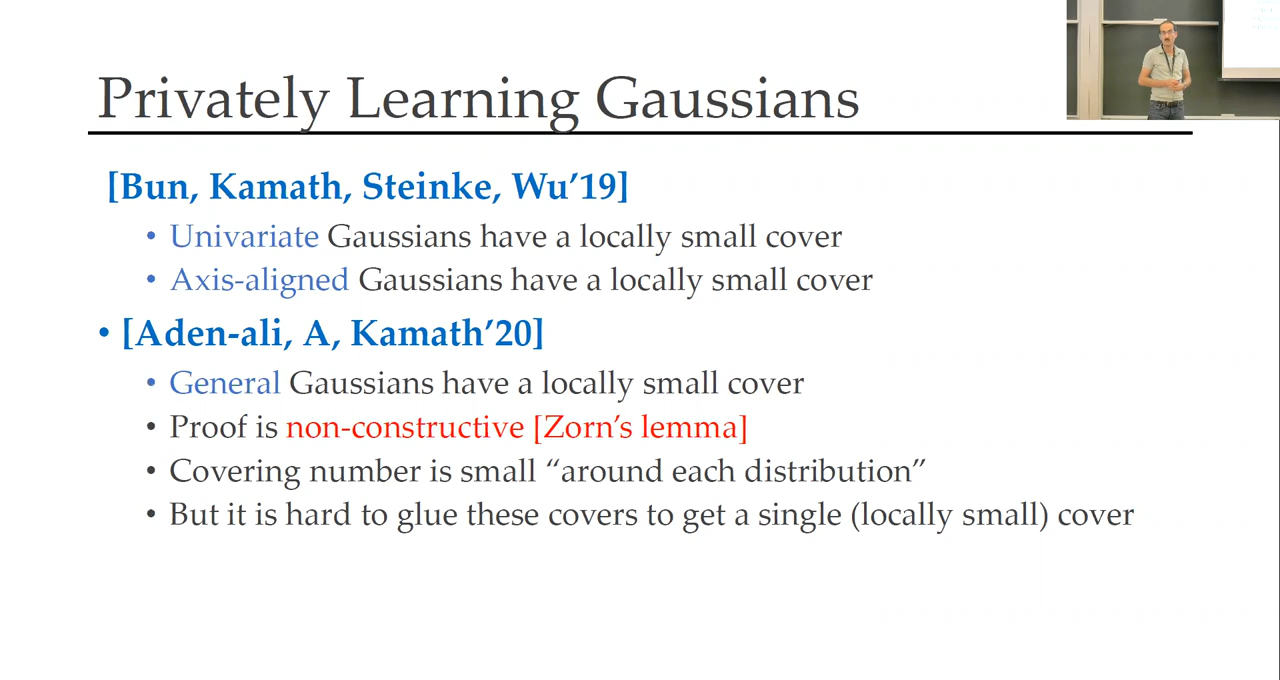 Privately Learning Gaussians
[Bun, Kamath, Steinke, Wu’19]
• Univariate Gaussians have a locally small cover
• Axis-aligned Gaussians have a locally small cover
• [Aden-ali, A, Kamath’20]
• General Gaussians have a locally small cover
• Proof is non-constructive [Zorn’s lemma]
• Covering number is small “around each distribution”
• But it is hard to glue these covers to get a single (locally small) cover